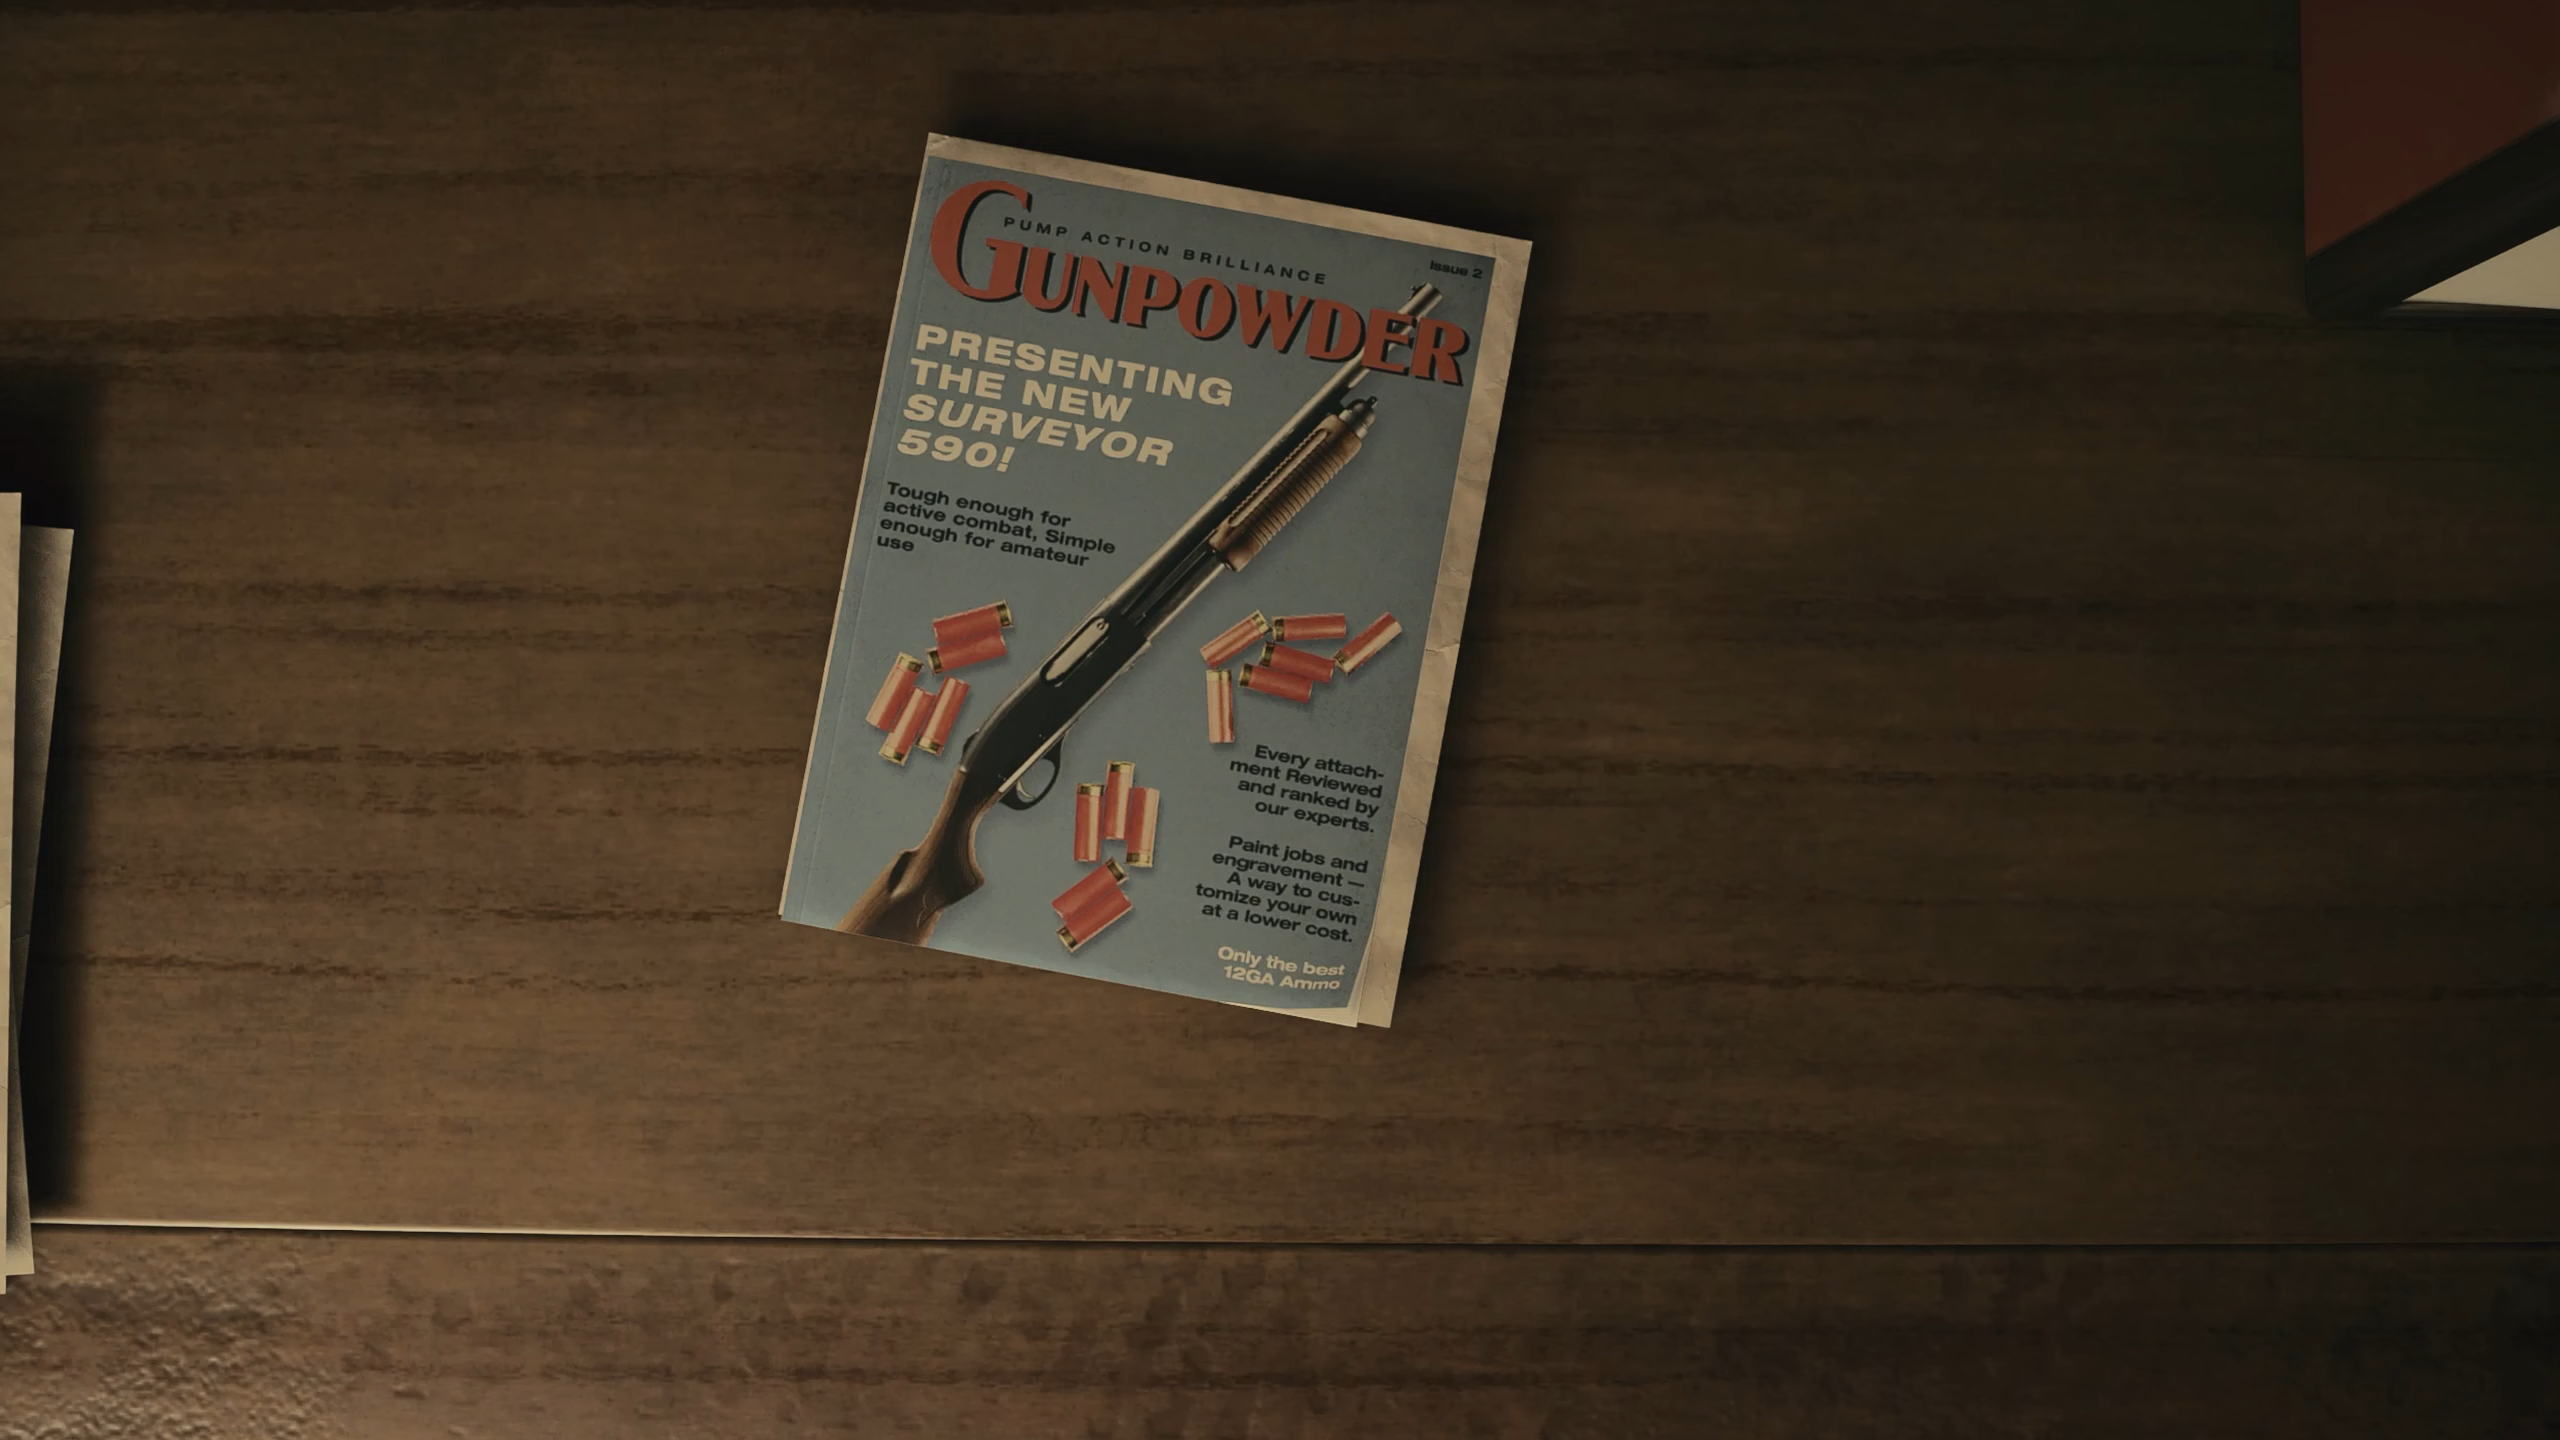 PUMP ACTION BRILLIANCE
Issue 2
GUNPOWDER
PRESENTING
THE NEW
SURVEYOR
590!
Tough enough for
active combat, Simple
enough for amateur
use
Every attach-
ment Reviewed
and ranked by
our experts.
Paint jobs and
engravement —
A way to cus-
tomize your own
at a lower cost.
Only the best
12GA Ammo